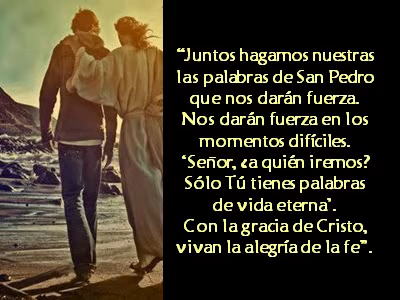 “Juntos hagamos nuestras
las palabras de San Pedro
que nos darán fuerza.
Nos darán fuerza en los
momentos difíciles.
‘Señor, ¿a quién iremos?
Sólo Tú tienes palabras
de vida eterna’.
Con la gracia de Cristo,
vivan la alegría de la fe”.